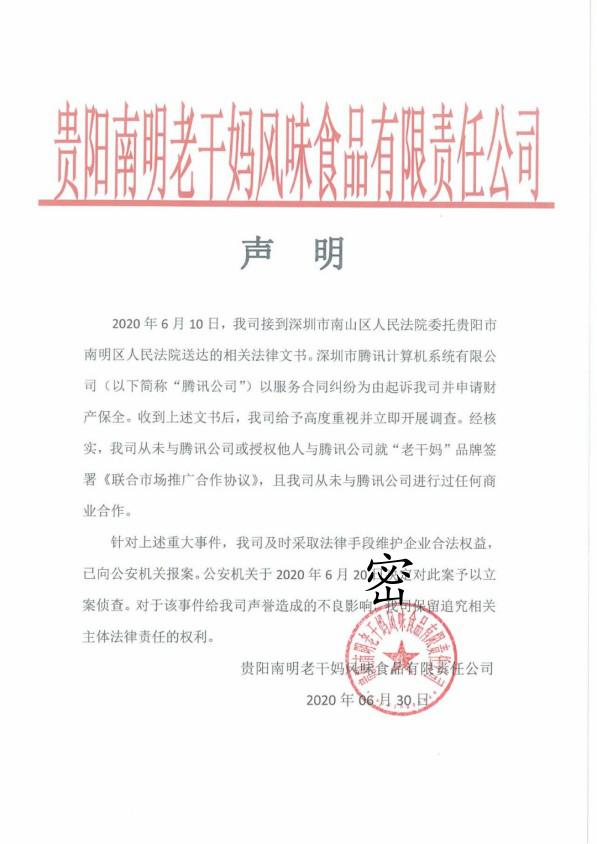 贵阳南明老干妈风味食品有限责任公司
声 明
2020 年 6 月 10 日，我司接到深圳市南山区人民法院委托贵阳市
南明区人民法院送达的相关法律文书。深圳市腾讯计算机系统有限公
司（以下简称“腾讯公司”）以服务合同纠纷为由起诉我司并申请财
产保全。收到上述文书后，我司给予高度重视并立即开展调查。经核
实，我司从未与腾讯公司或授权他人与腾讯公司就“老干妈”品牌签
署《联合市场推广合作协议》，且我司从未与腾讯公司进行过任何商
业合作。
针对上述重大事件，我司及时采取法律手段维护企业合法权益，
已向公安机关报案。公安机关于 2020 年 6 月 20 定对此案予以立
密
案侦查。对于该事件给我司声誉造成的不良影响，我司保留追究相关
主体法律责任的权利。
贵阳南明老干妈风味食品有限责任公司
2020 年 06 月 30 日
贵阳南明老干妈风味食品有限责任公司